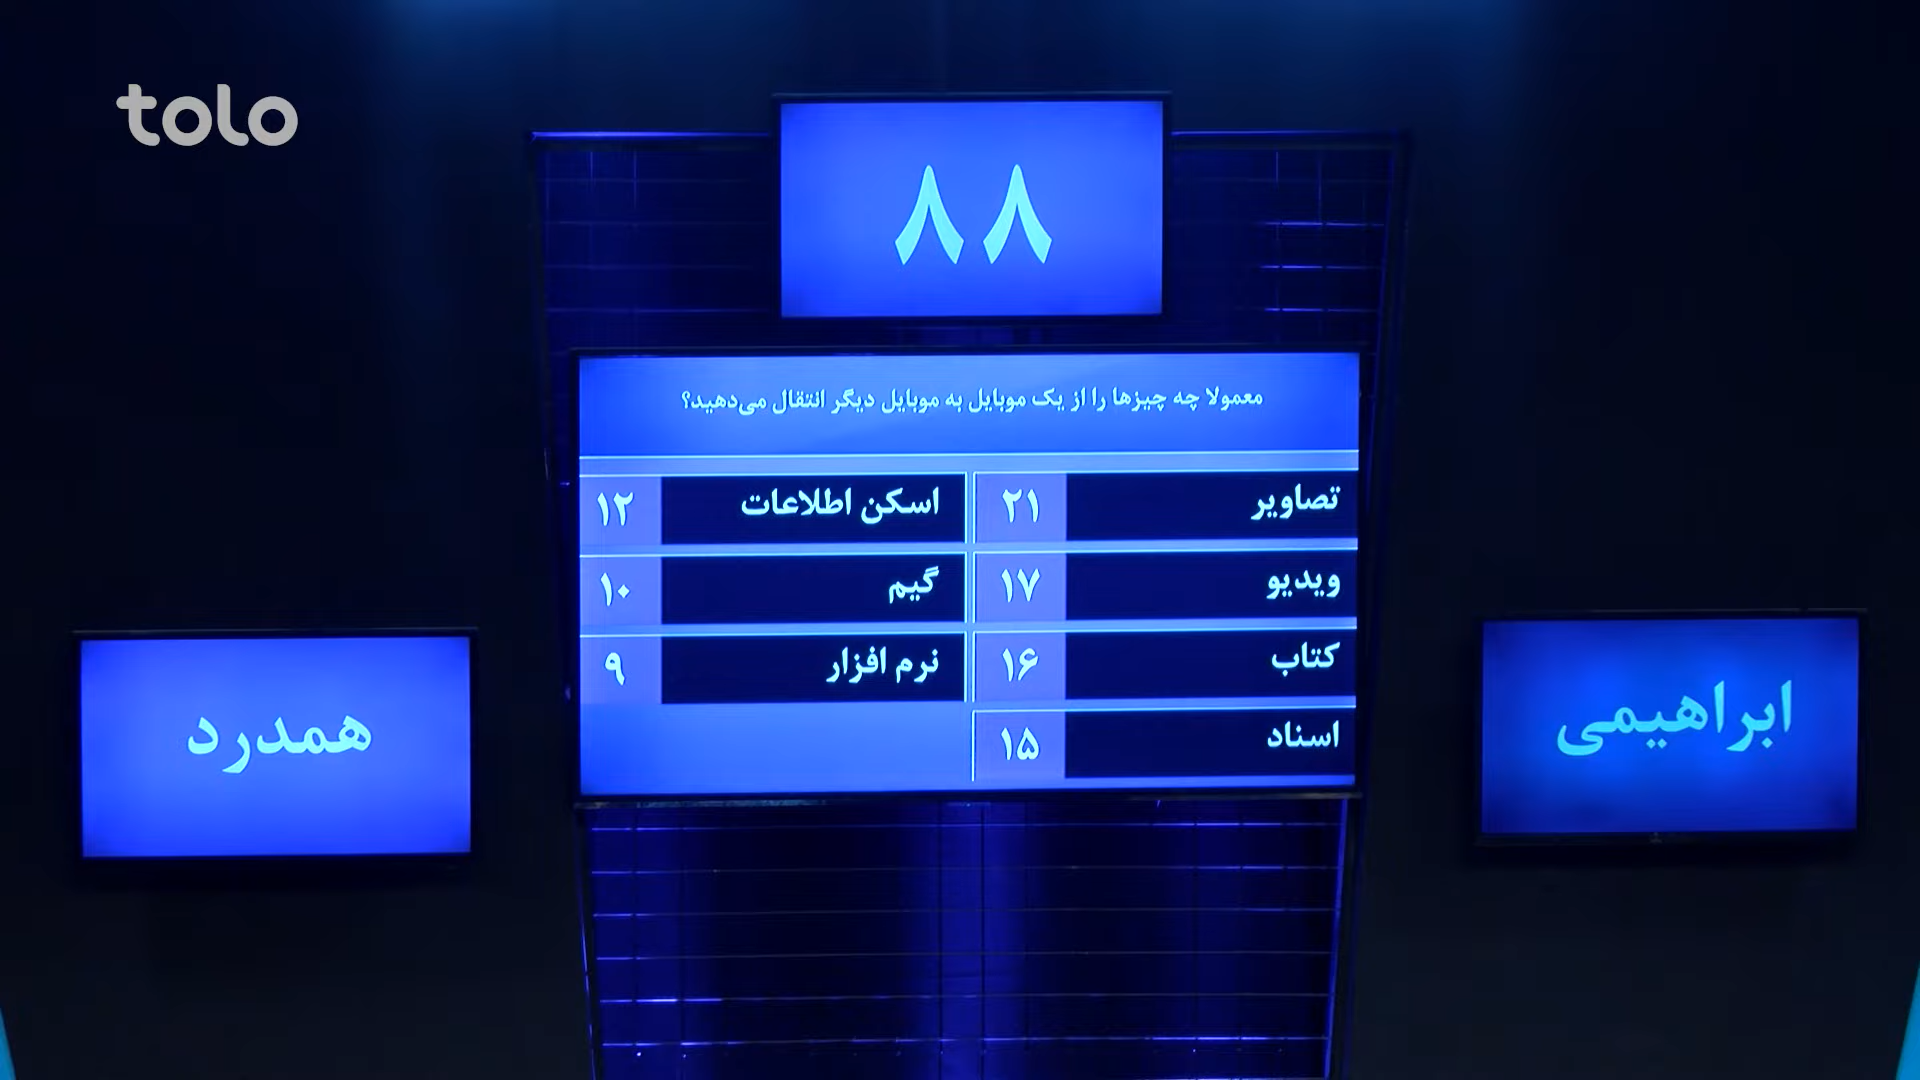 tolo
۸۸
معمولا چه چیزها را از یک موبایل به موبایل دیگر انتقال می‌دهید؟
تصاویر ۲۱
ویدیو ۱۷
کتاب ۱۶
اسناد ۱۵
اسکن اطلاعات ۱۲
گیم ۱۰
نرم افزار ۹
ابراهیمی
همدرد